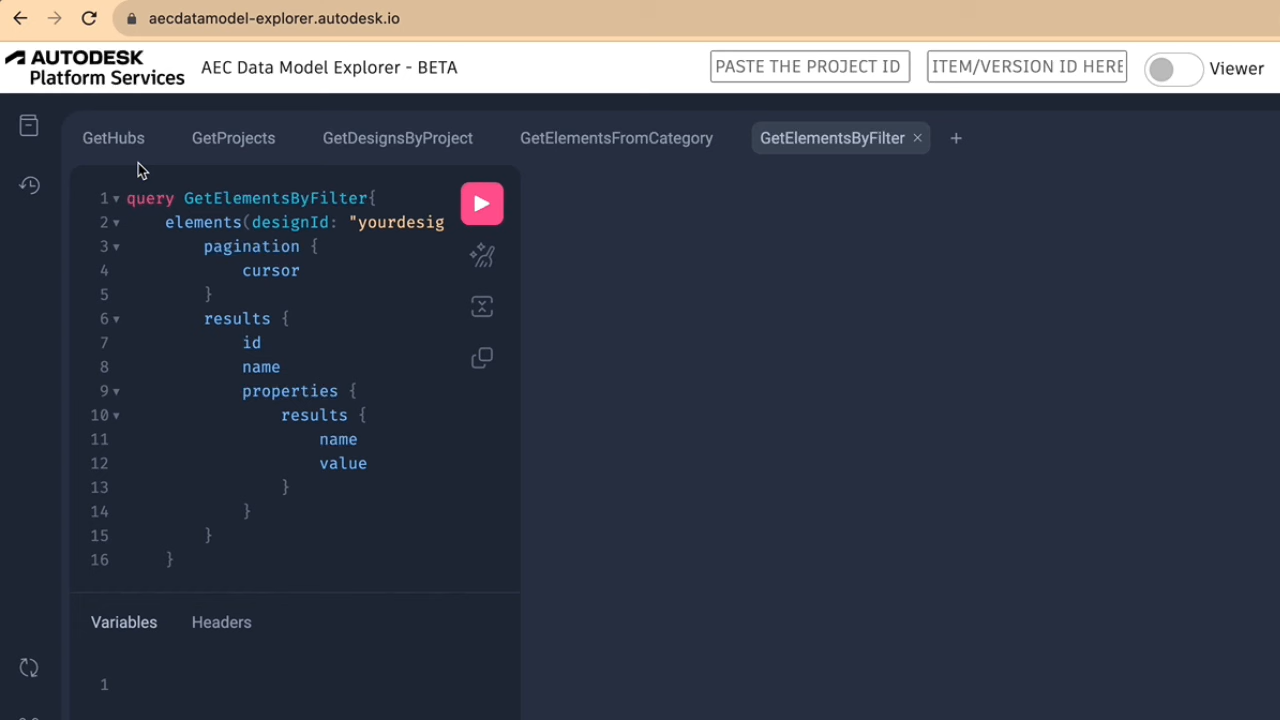 aecdatamodel-explorer.autodesk.io
AUTODESK
Platform Services
AEC Data Model Explorer - BETA
PASTE THE PROJECT ID
ITEM/VERSION ID HERE
Viewer
GetHubs
GetProjects
GetDesignsByProject
GetElementsFromCategory
GetElementsByFilter ×
+
1 query GetElementsByFilter{
2 elements(designId: "yourdesig
3 pagination {
4 cursor
5 }
6 results {
7 id
8 name
9 properties {
10 results {
11 name
12 value
13 }
14 }
15 }
16 }
Variables
Headers
1